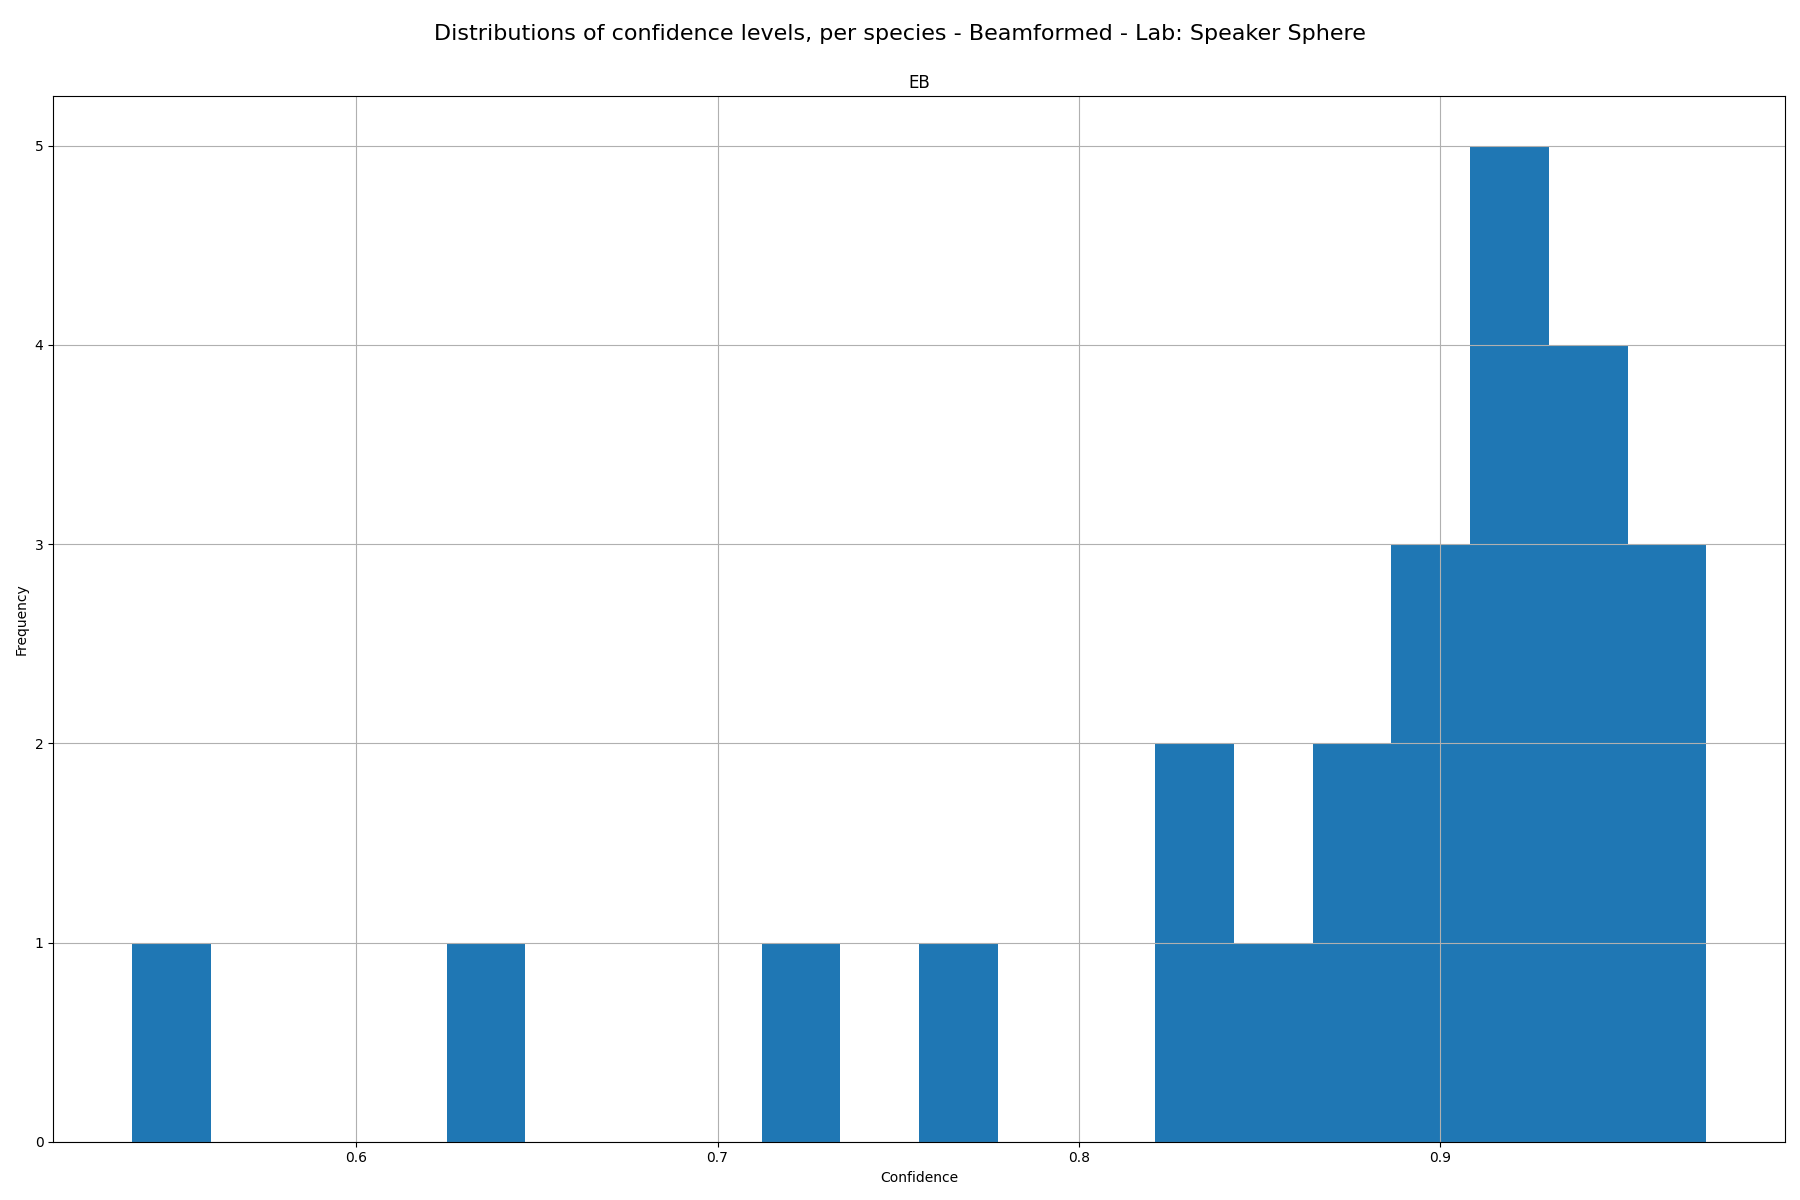 Distributions of confidence levels, per species - Beamformed - Lab: Speaker Sphere
EB
5
4
3
2
1
0
Frequency
0.6 0.7 0.8 0.9
Confidence